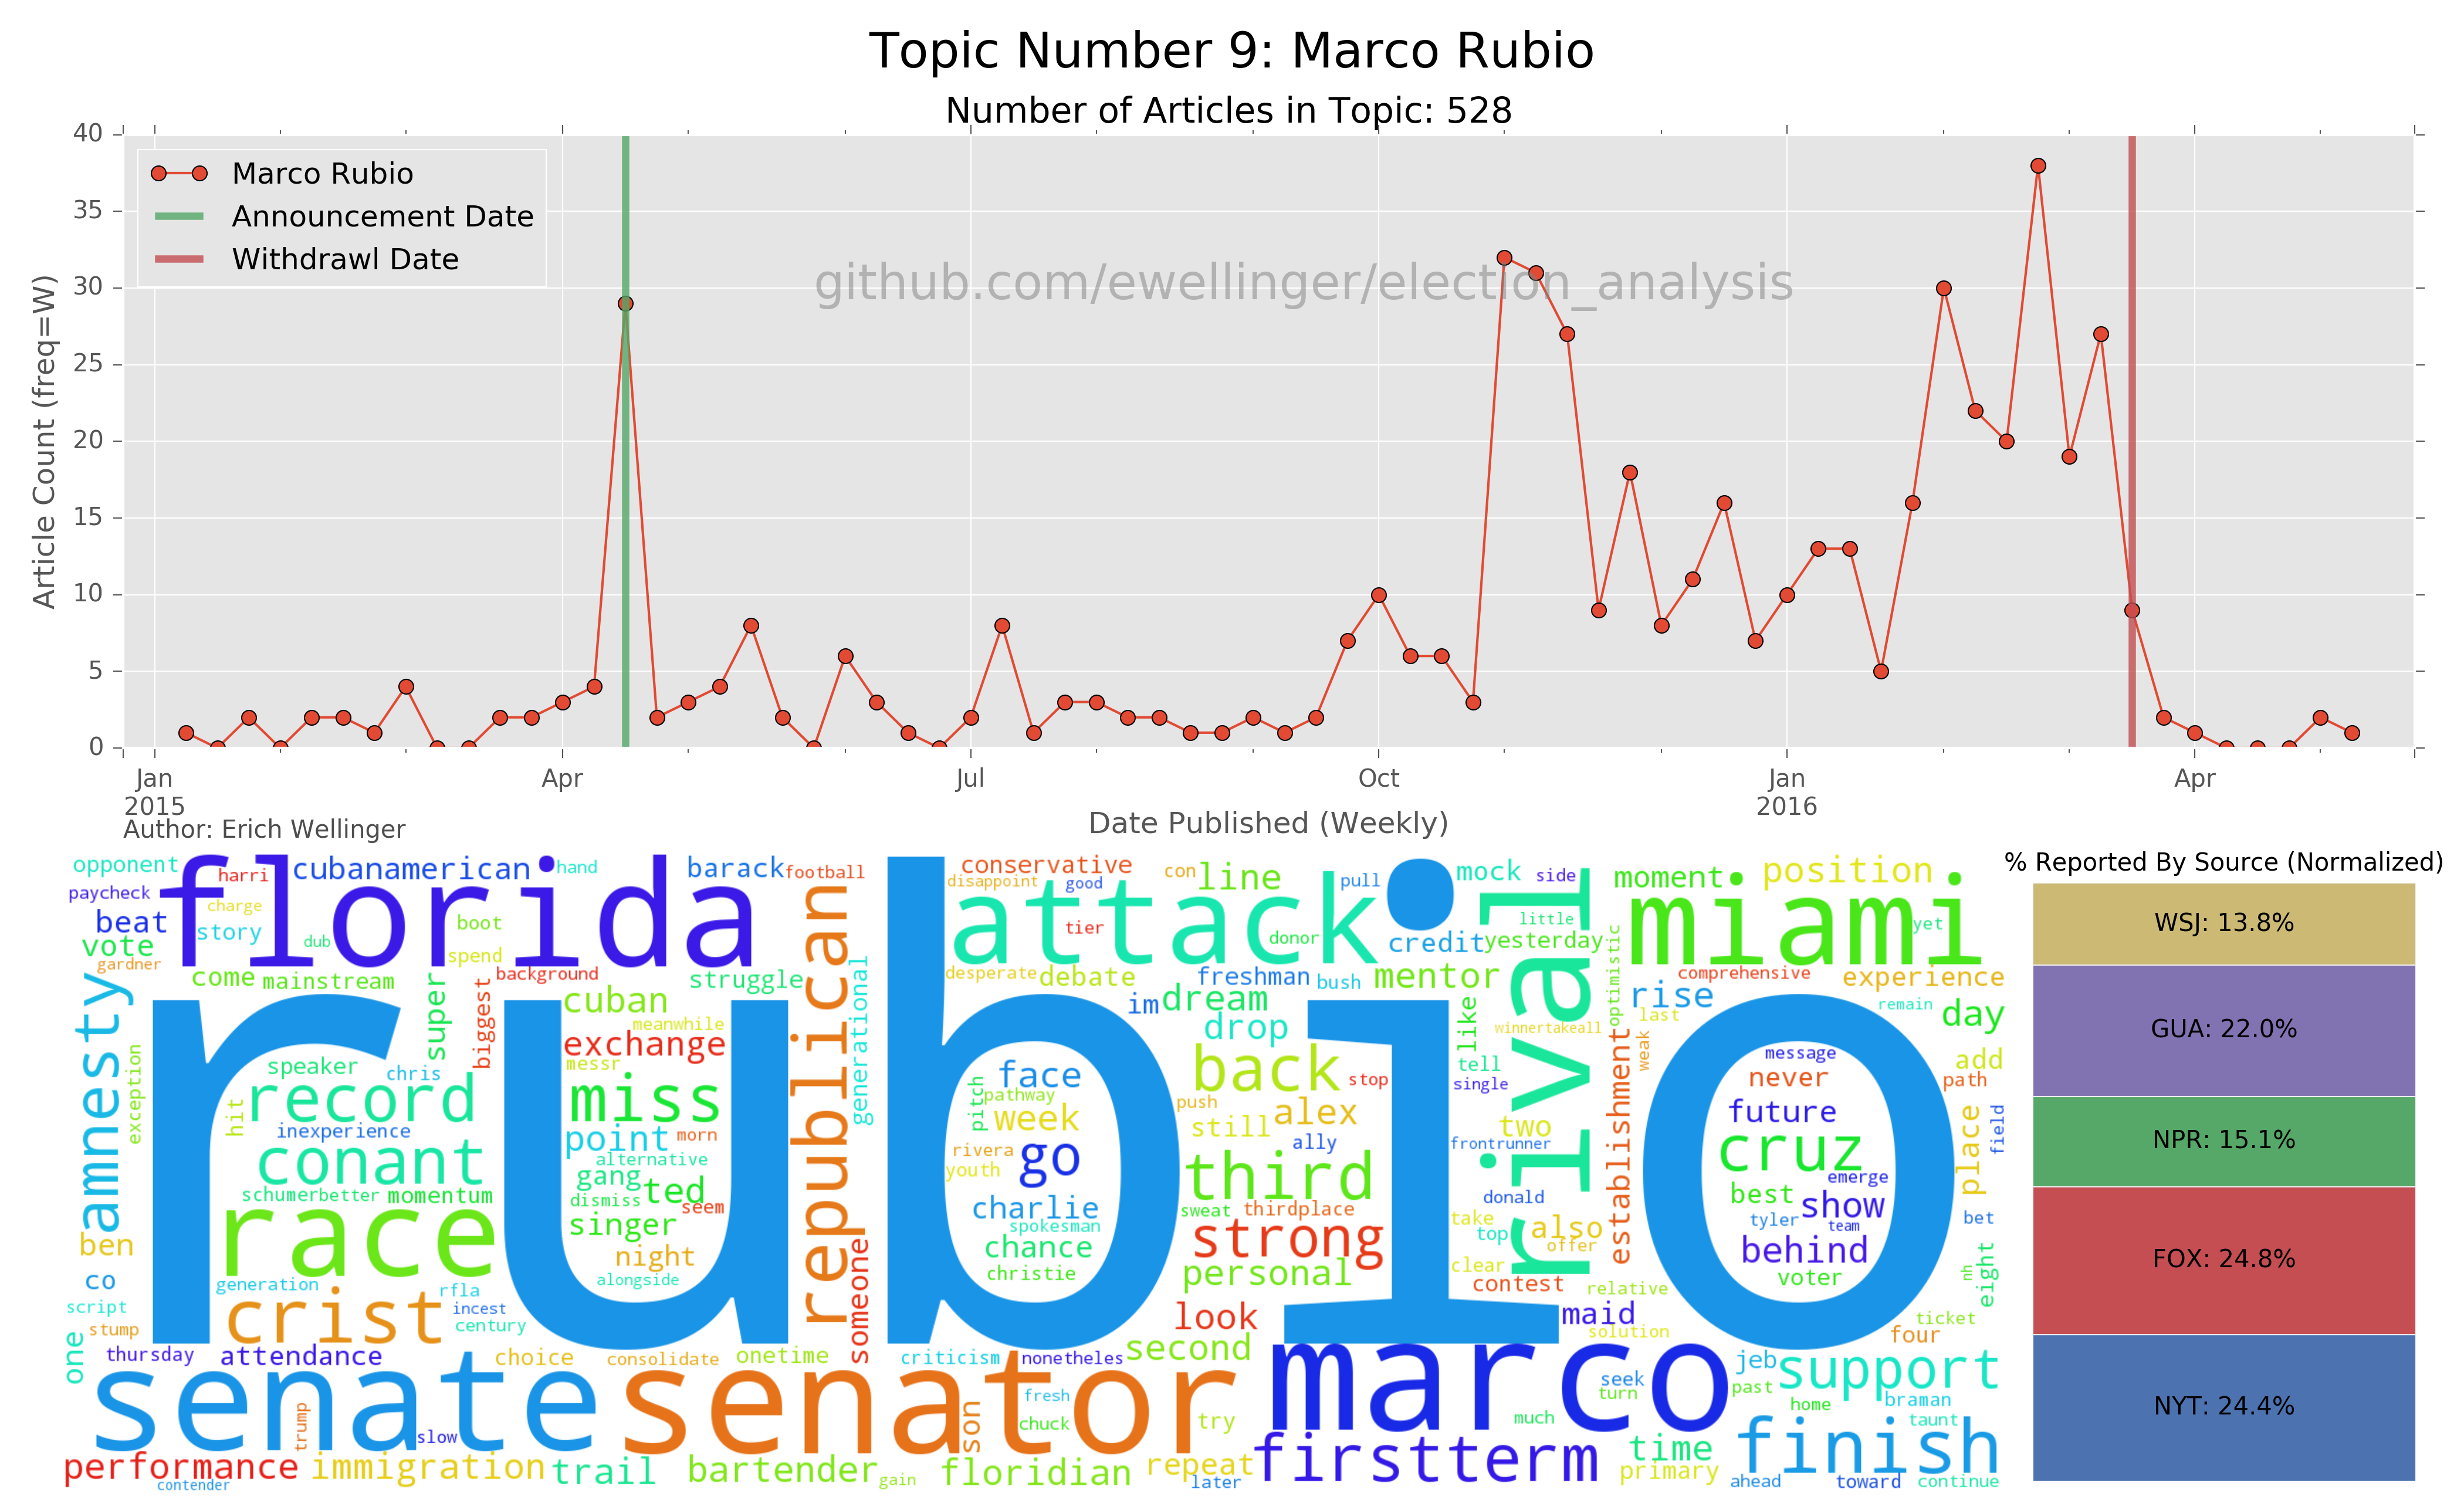 Topic Number 9: Marco Rubio
Number of Articles in Topic: 528
40
35
30
25
20
15
10
5
0
Article Count (freq=W)
Marco Rubio
Announcement Date
Withdrawl Date
github.com/ewellinger/election_analysis
Jan
2015
Apr
Jul
Oct
Jan
2016
Apr
Date Published (Weekly)
Author: Erich Wellinger
opponent
florida
harri
cubanamerican
hand
barack
football
paycheck
charge
beat
story
dub
boot
vote
spend
gardner
come
mainstream
background
struggle
super
biggest
cuban
meanwhile
exchange
messr
amnesty
exception
republican
generational
conservative
disappoint
good
attack
tier
donor
con
line
pull
mock
side
little
credit
yesterday
rival
optimistic
moment
position
miami
yet
comprehensive
experience
desperate
debate
freshman
bush
mentor
im
dream
drop
like
winnertakeall
rise
last
remain
day
rubio
speaker
chris
record
hit
inexperience
conant
schumerbetter
momentum
race
miss
point
morn
alternative
gang
dismiss
ted
seem
singer
night
alongside
face
pitch
pathway
week
rivera
go
youth
charlie
spokesman
chance
christie
back
stop
push
alex
still
ally
third
sweat
thirdplace
strong
personal
tell
single
two
frontrunner
donald
take
top
also
offer
clear
contest
establishment
weak
message
never
future
cruz
emerge
best
show
tyler
team
behind
voter
add
path
place
field
bet
nh
eight
ben
co
script
stump
one
generation
rfla
crist
incest
century
someone
look
maid
relative
solution
ticket
four
thursday
attendance
choice
consolidate
onetime
criticism
nonetheles
second
senate
senator
marco
fresh
chuck
son
try
trump
slow
jeb
support
seek
turn
past
home
braman
much
taunt
performance
immigration
trail
bartender
gain
floridian
repeat
later
firstterm
time
primary
finish
ahead
toward
continue
contender
% Reported By Source (Normalized)
WSJ: 13.8%
GUA: 22.0%
NPR: 15.1%
FOX: 24.8%
NYT: 24.4%